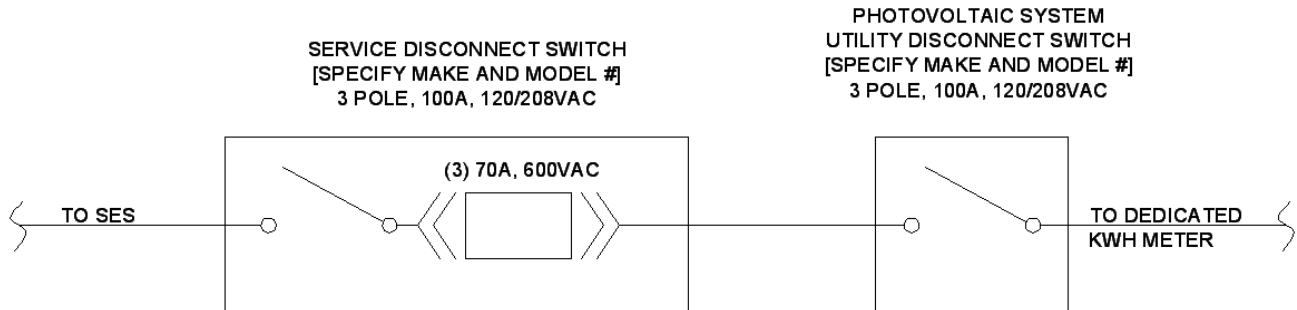 SERVICE DISCONNECT SWITCH
[SPECIFY MAKE AND MODEL #]
3 POLE, 100A, 120/208VAC
PHOTOVOLTAIC SYSTEM
UTILITY DISCONNECT SWITCH
[SPECIFY MAKE AND MODEL #]
3 POLE, 100A, 120/208VAC
(3) 70A, 600VAC
TO SES
TO DEDICATED
KWH METER